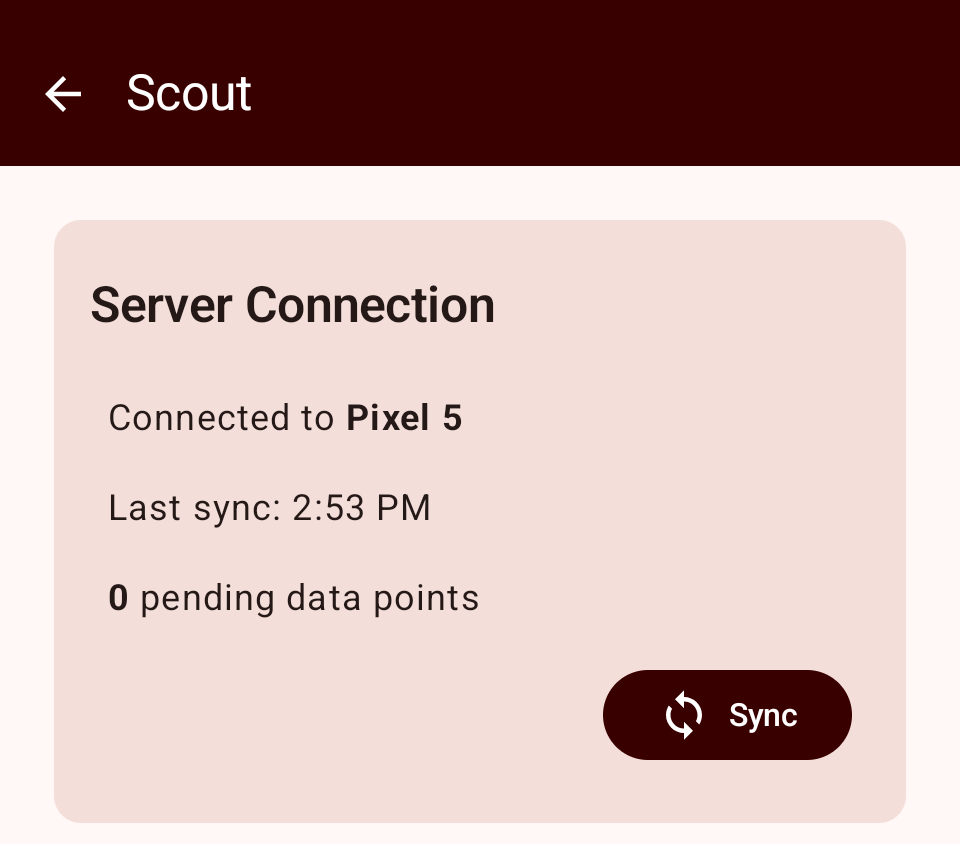 Scout
Server Connection
Connected to Pixel 5
Last sync: 2:53 PM
0 pending data points
Sync